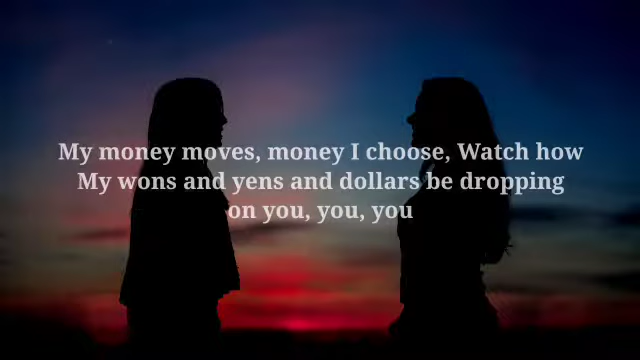 My money moves, money I choose, Watch how
My wons and yens and dollars be dropping
on you, you, you